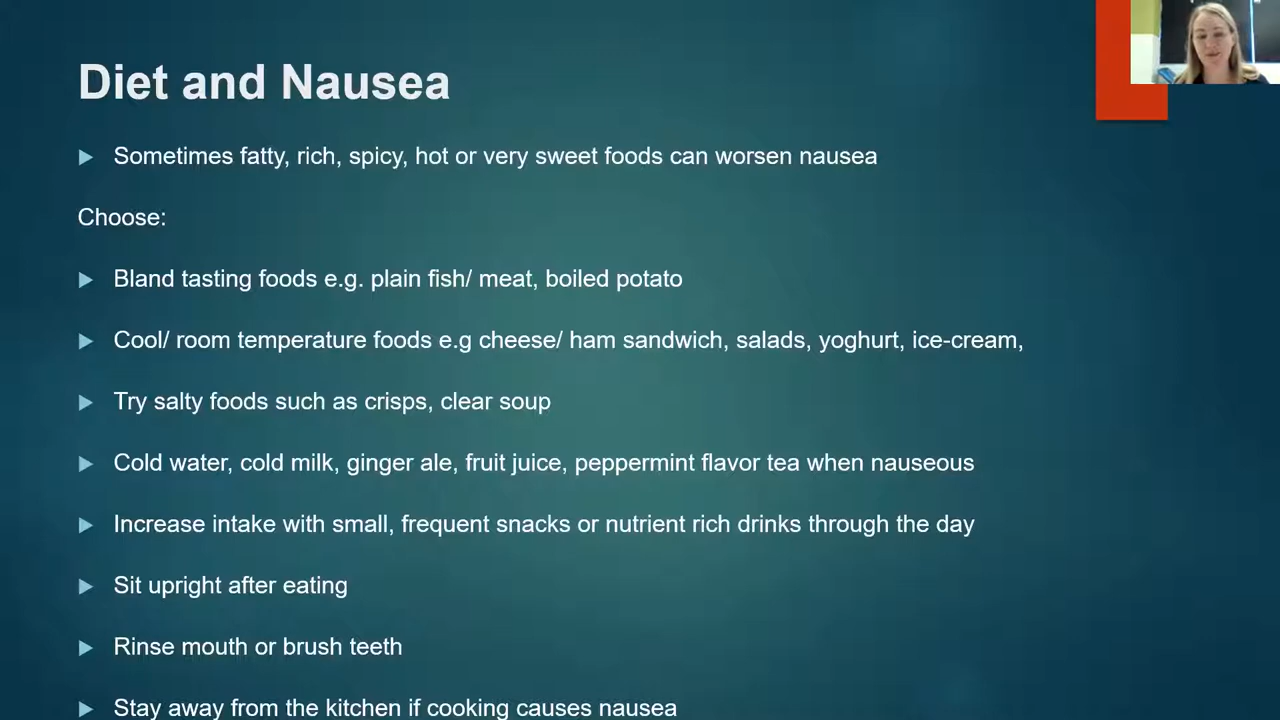 Diet and Nausea
Sometimes fatty, rich, spicy, hot or very sweet foods can worsen nausea
Choose:
Bland tasting foods e.g. plain fish/ meat, boiled potato
Cool/ room temperature foods e.g cheese/ ham sandwich, salads, yoghurt, ice-cream,
Try salty foods such as crisps, clear soup
Cold water, cold milk, ginger ale, fruit juice, peppermint flavor tea when nauseous
Increase intake with small, frequent snacks or nutrient rich drinks through the day
Sit upright after eating
Rinse mouth or brush teeth
Stay away from the kitchen if cooking causes nausea